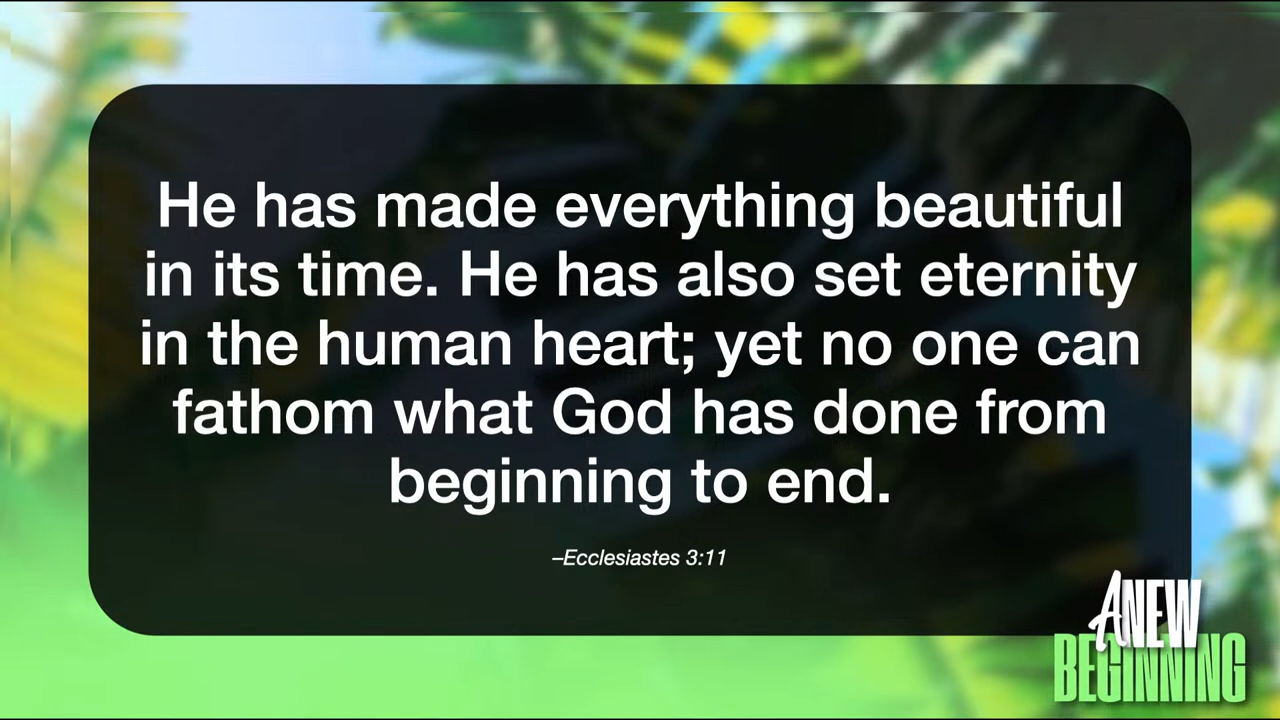 He has made everything beautiful
in its time. He has also set eternity
in the human heart; yet no one can
fathom what God has done from
beginning to end.
–Ecclesiastes 3:11
A NEW
BEGINNING